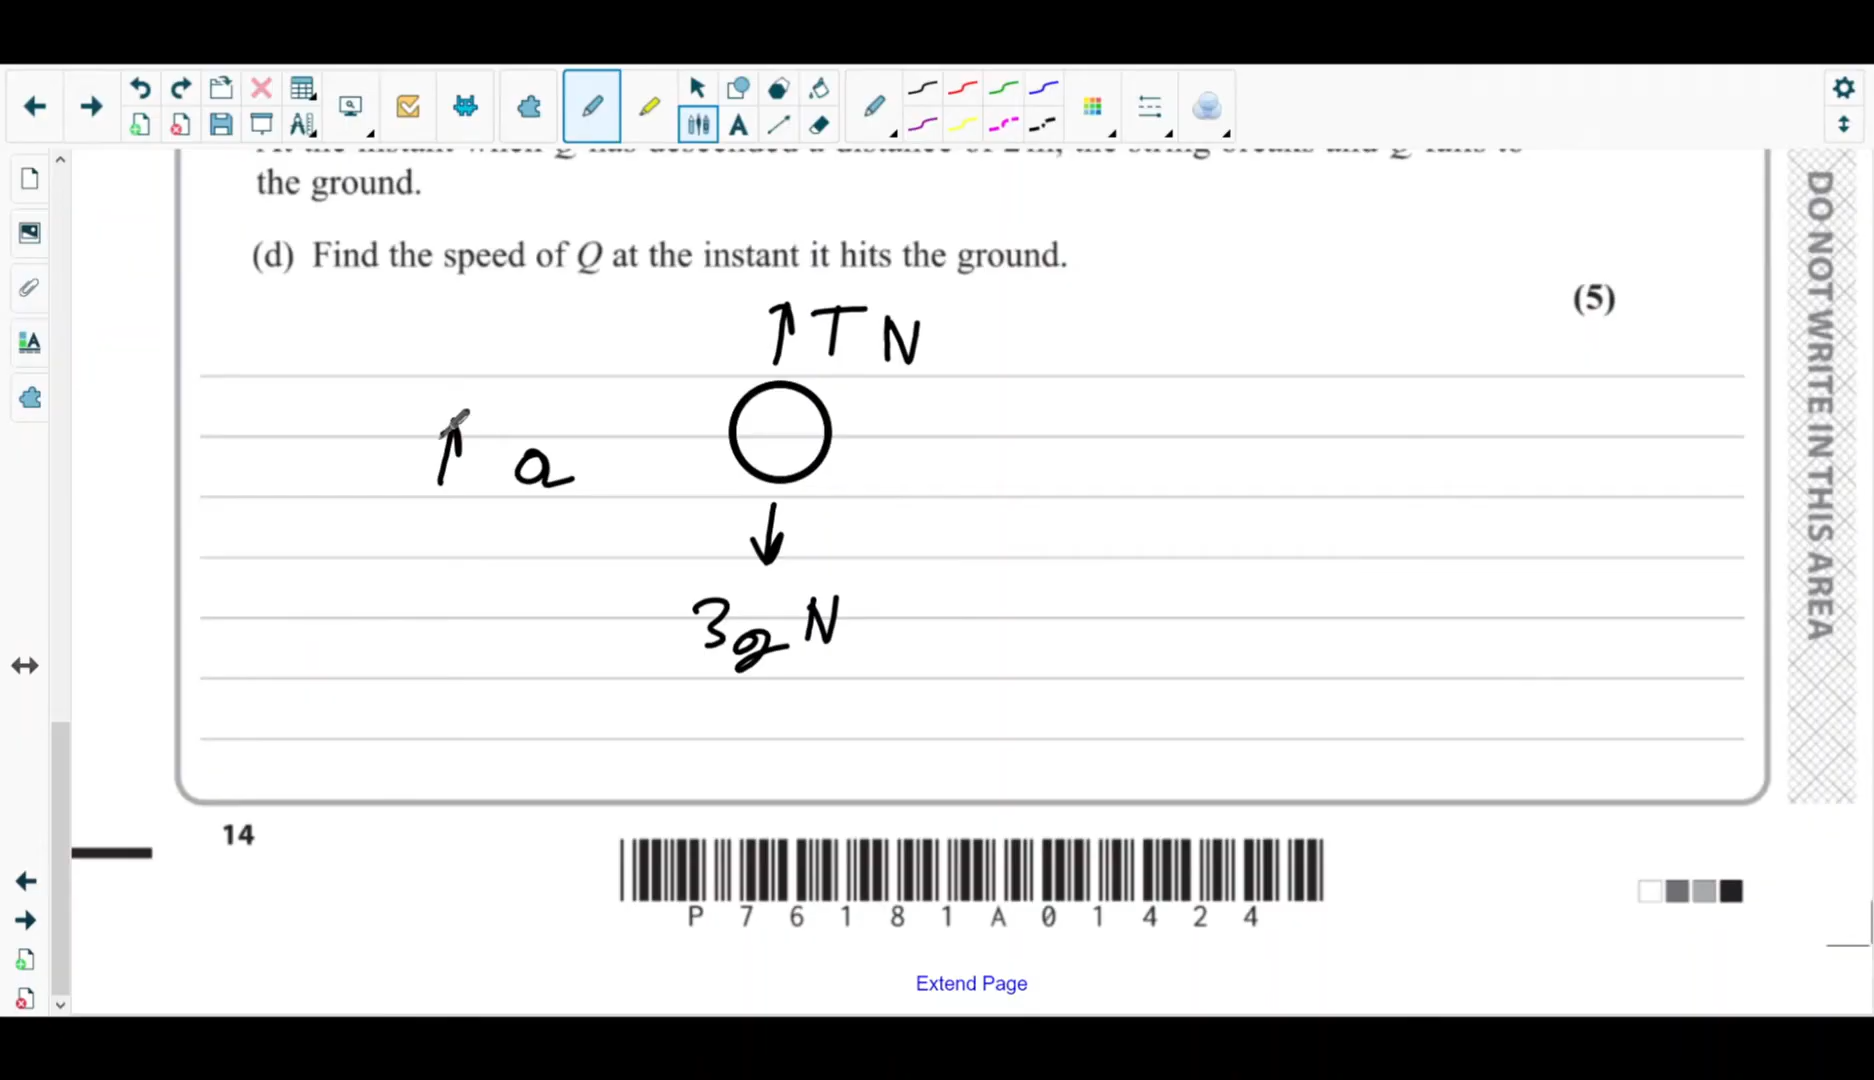 the ground.
(d) Find the speed of Q at the instant it hits the ground.
(5)
T N
a
3g N
14
P 7 6 1 8 1 A 0 1 4 2 4
Extend Page
DO NOT WRITE IN THIS AREA